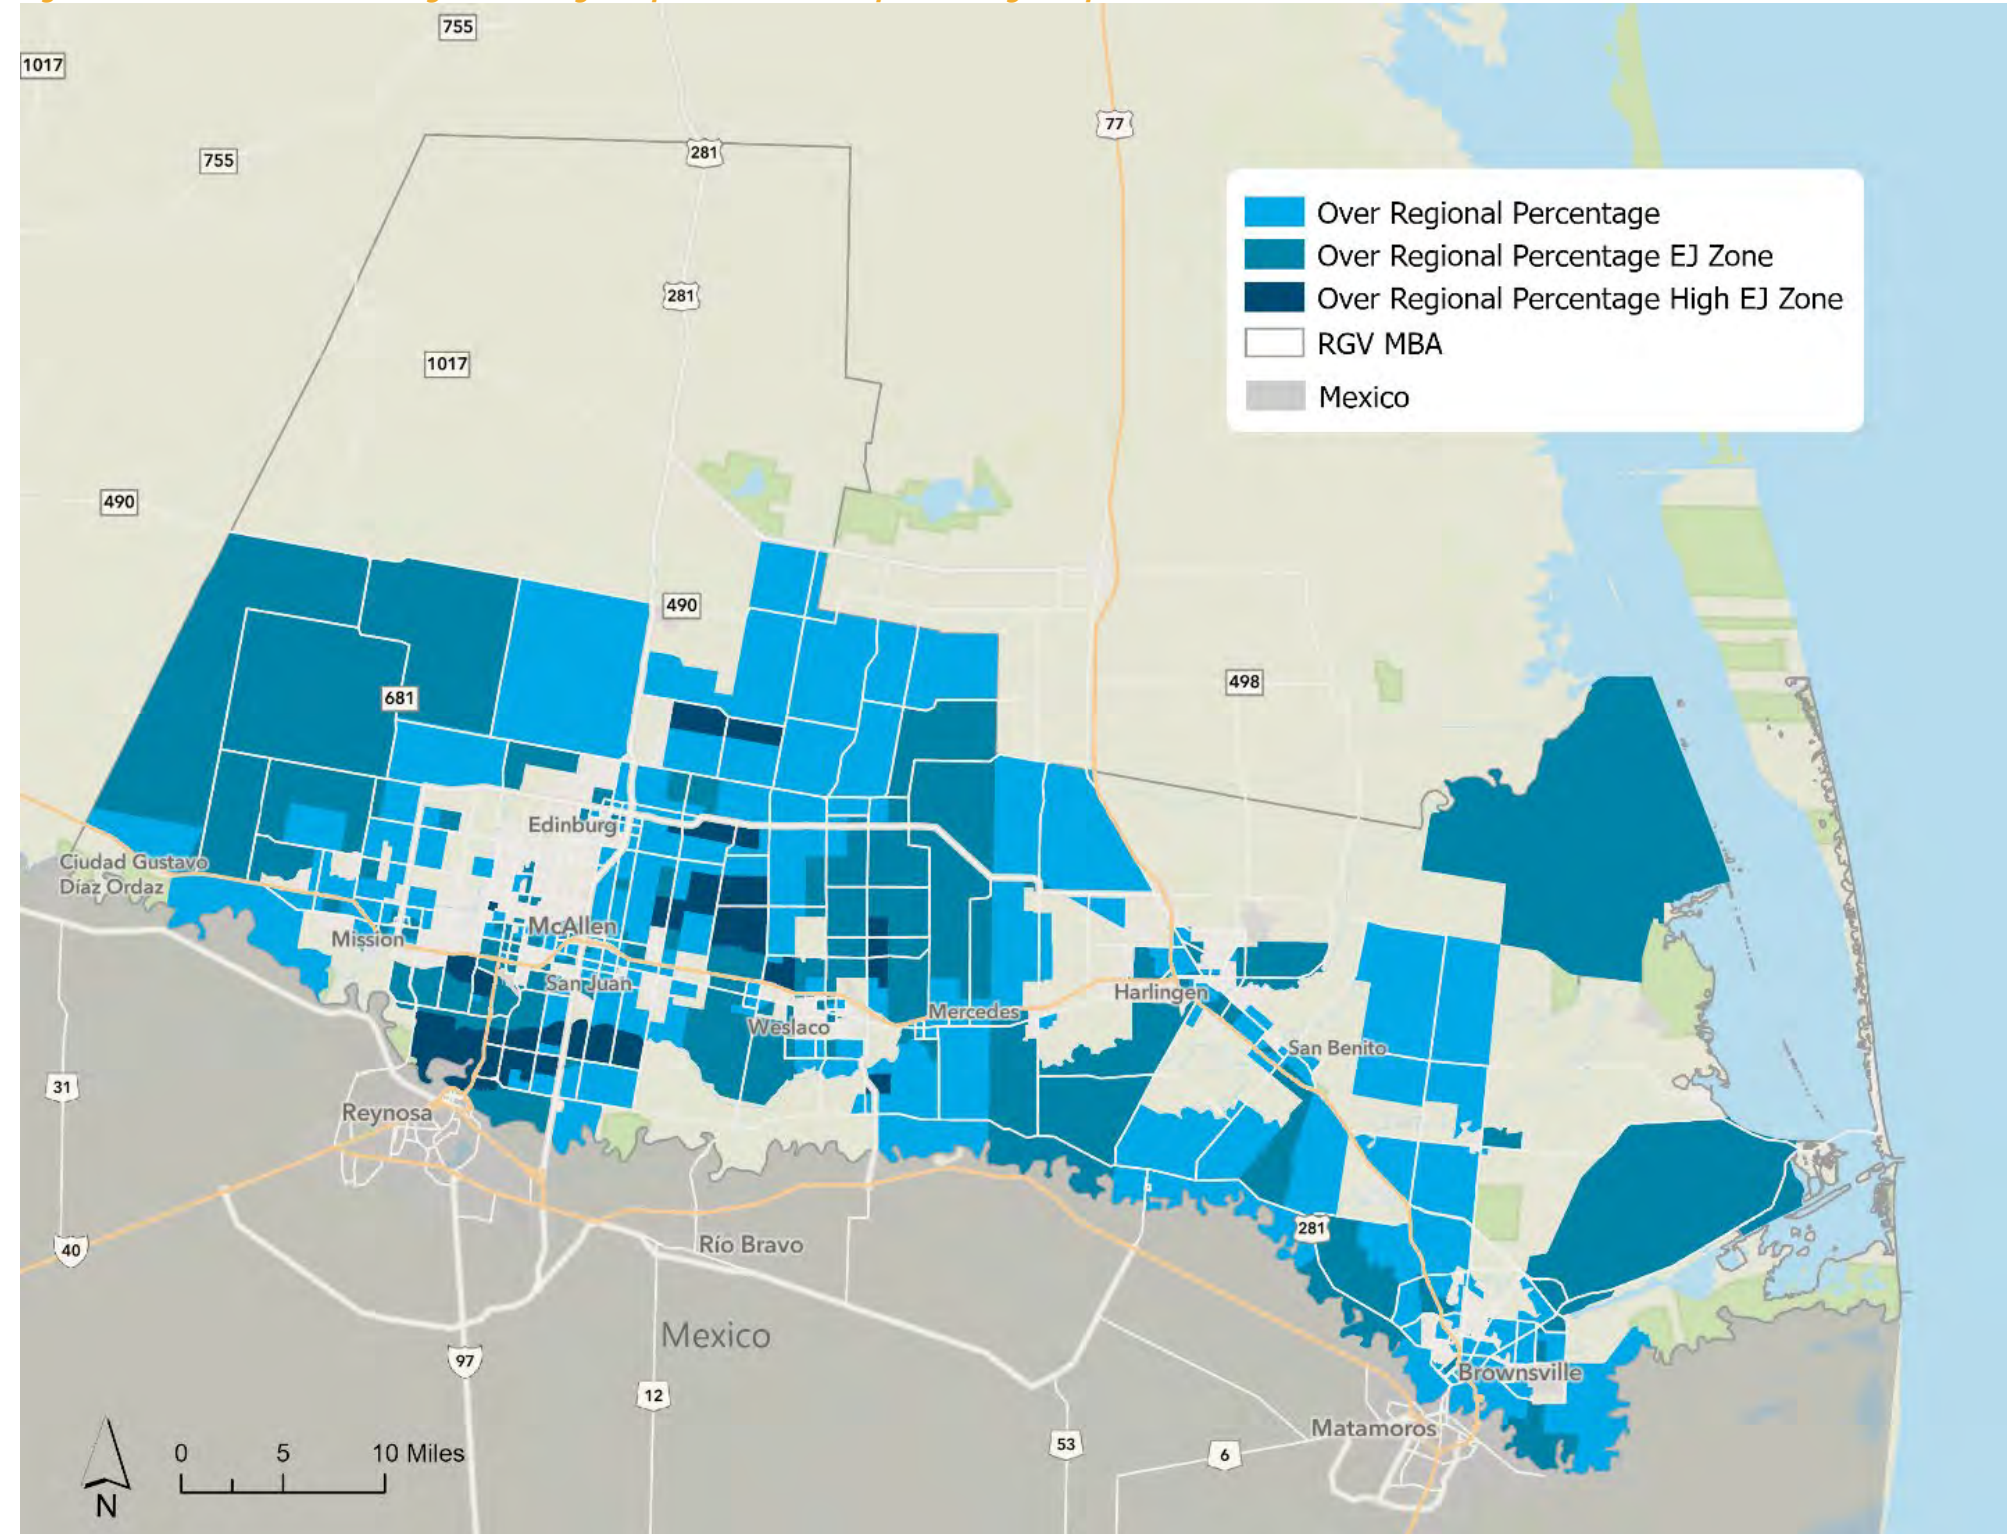 755
1017
77
281
755
Over Regional Percentage
Over Regional Percentage EJ Zone
Over Regional Percentage High EJ Zone
RGV MBA
Mexico
281
1017
490
490
498
681
Edinburg
Ciudad Gustavo
Díaz Ordaz
McAllen
Mission
San Juan
Harlingen
Mercedes
Weslaco
San Benito
31
Reynosa
281
Río Bravo
40
Mexico
97
Brownsville
12
Matamoros
53
6
0 5 10 Miles
N